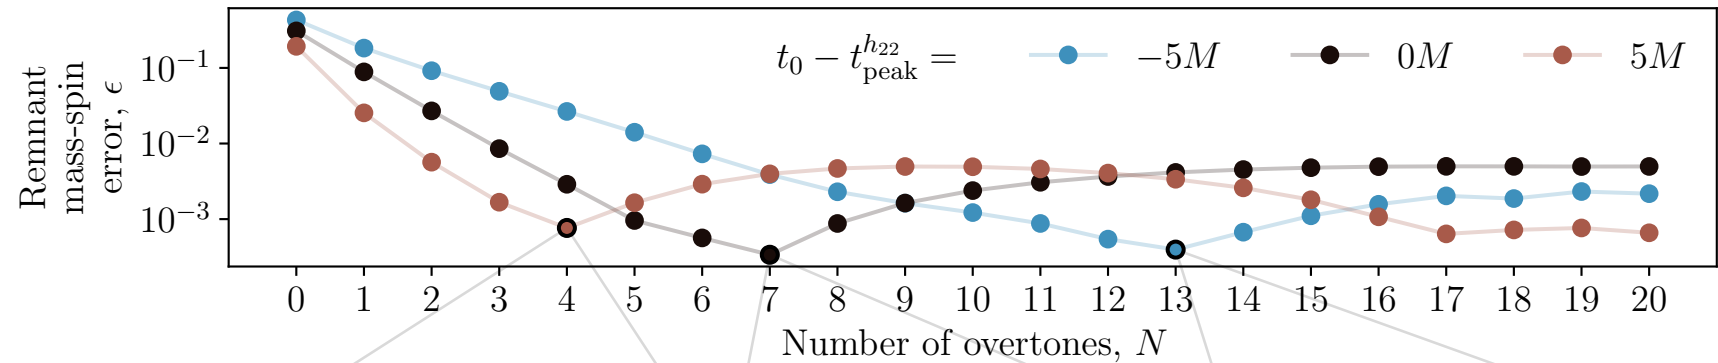 Remnant
mass-spin
error, ϵ
10⁻¹
10⁻²
10⁻³
t₀ − t_peak^{h₂₂} = −5M 0M 5M
0 1 2 3 4 5 6 7 8 9 10 11 12 13 14 15 16 17 18 19 20
Number of overtones, N